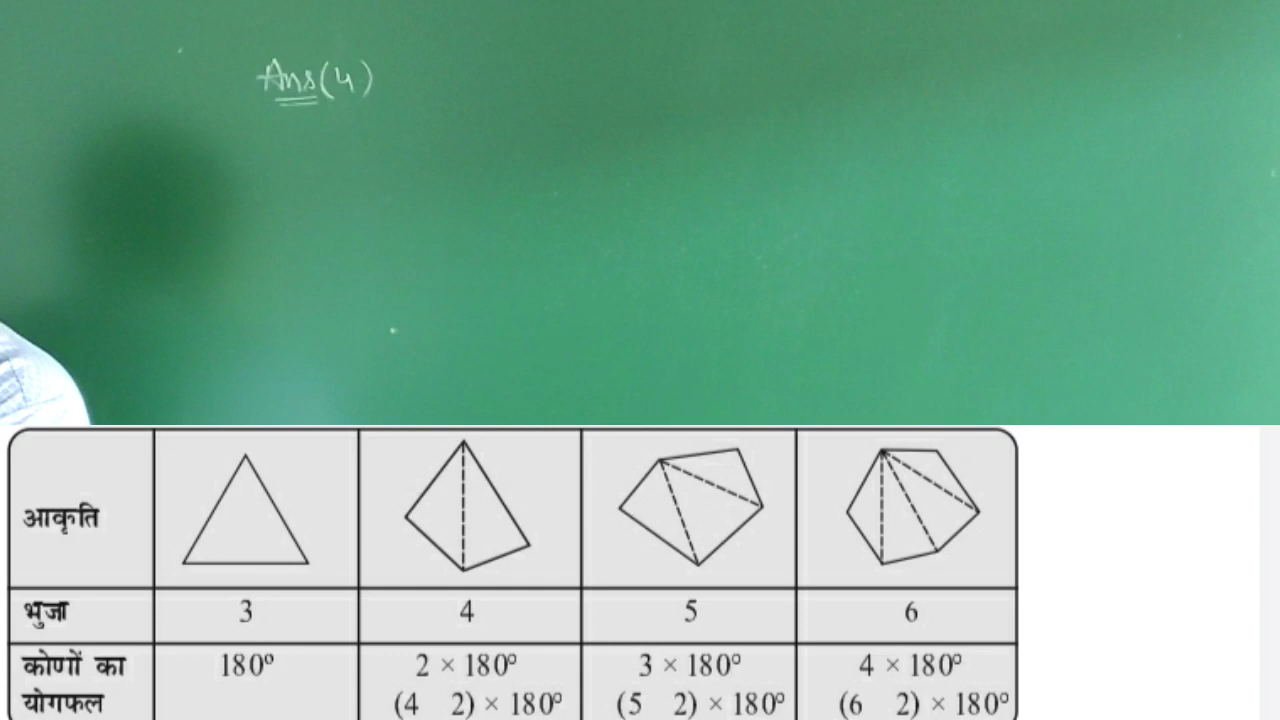 Ans (4)
आकृति
भुजा 3 4 5 6
कोणों का 180° 2 × 180° 3 × 180° 4 × 180°
योगफल (4 2) × 180° (5 2) × 180° (6 2) × 180°